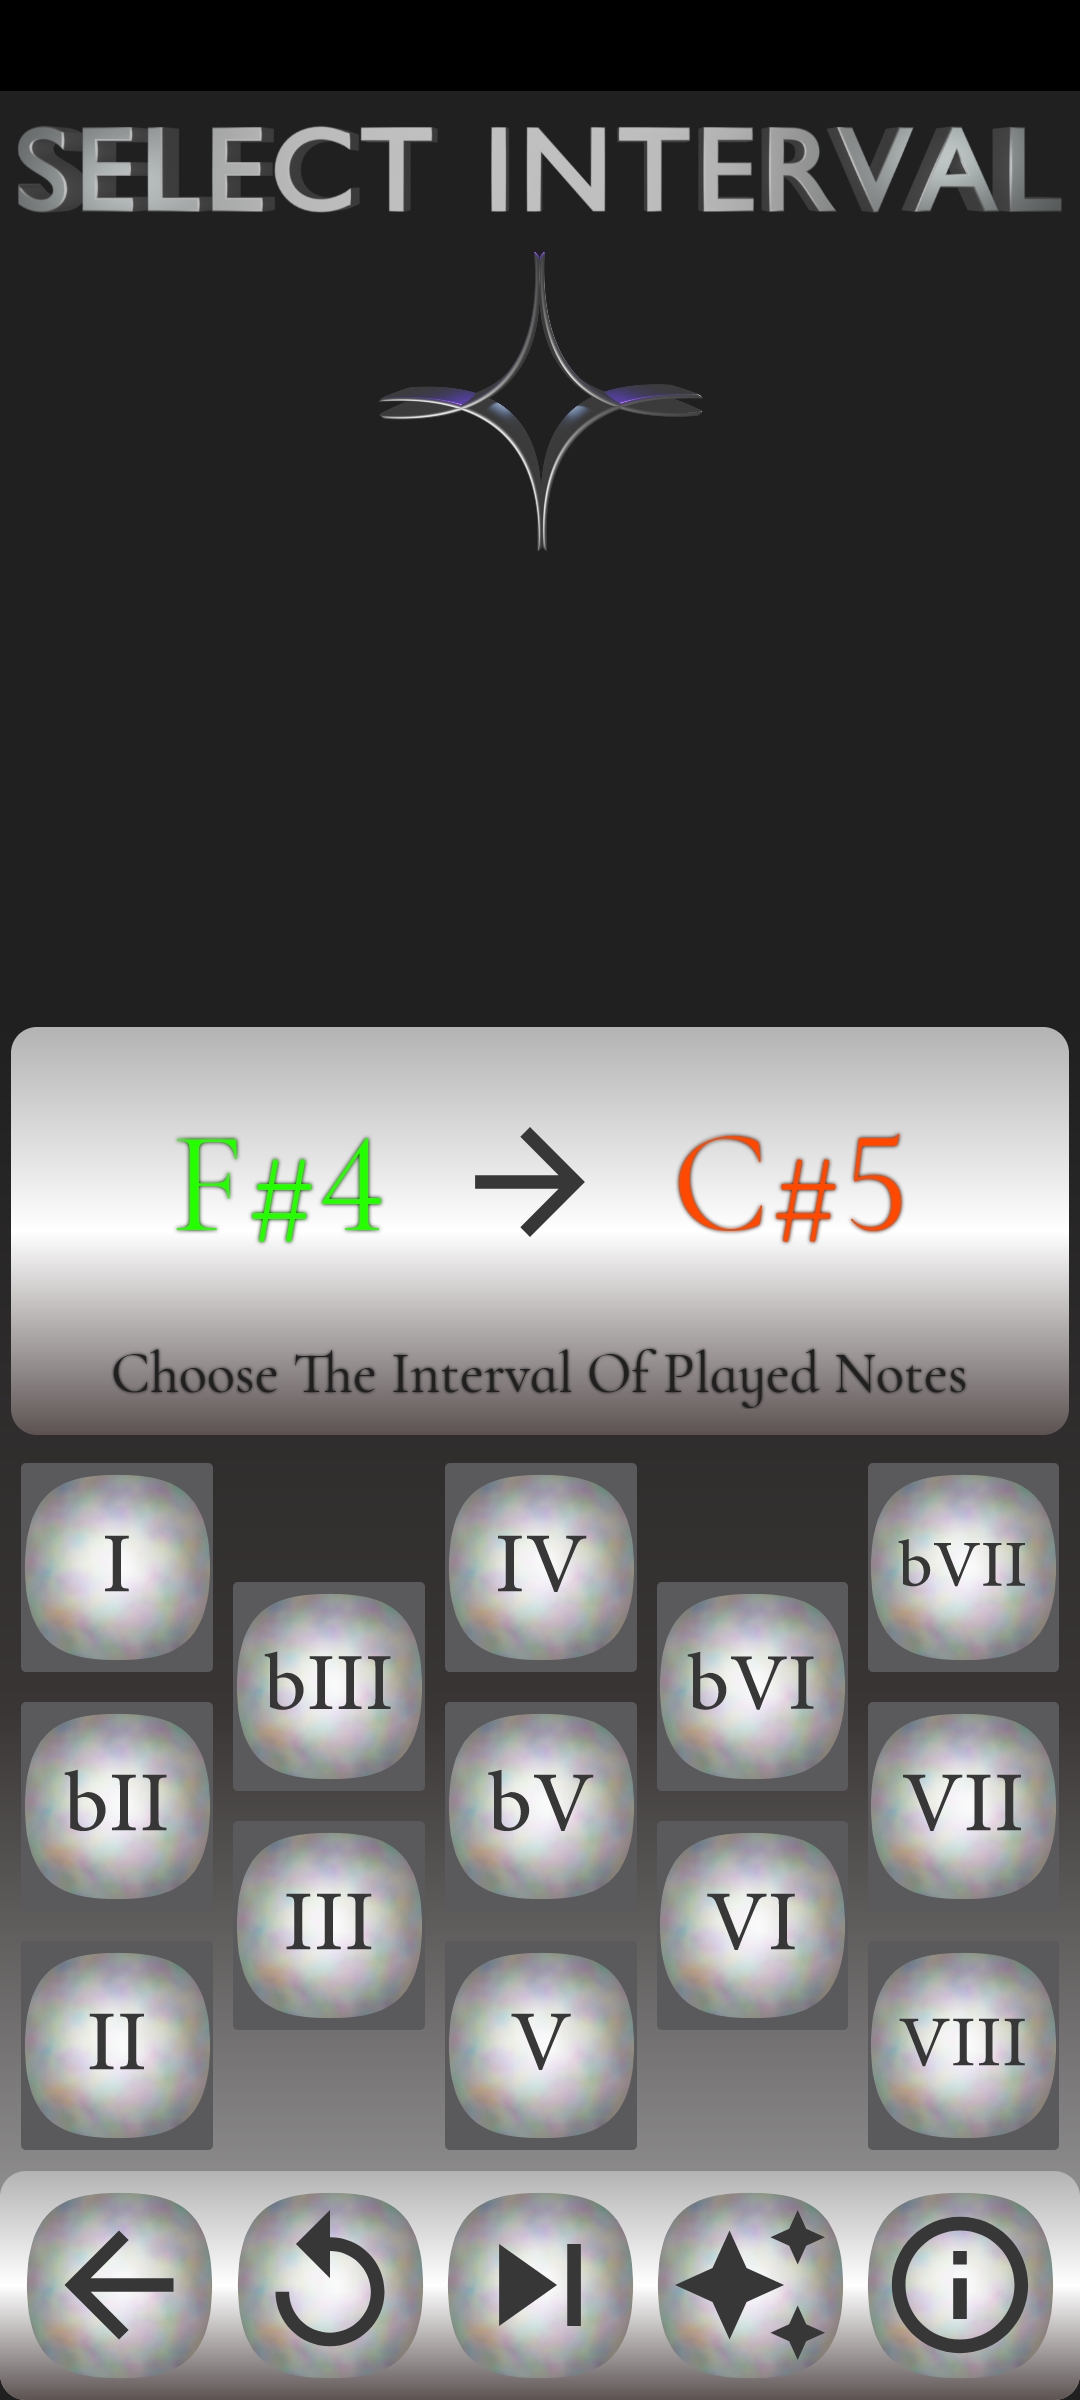 SELECT INTERVAL
F#4 → C#5
Choose The Interval Of Played Notes
I IV bVII
bIII bVI
bII bV VII
III VI
II V VIII